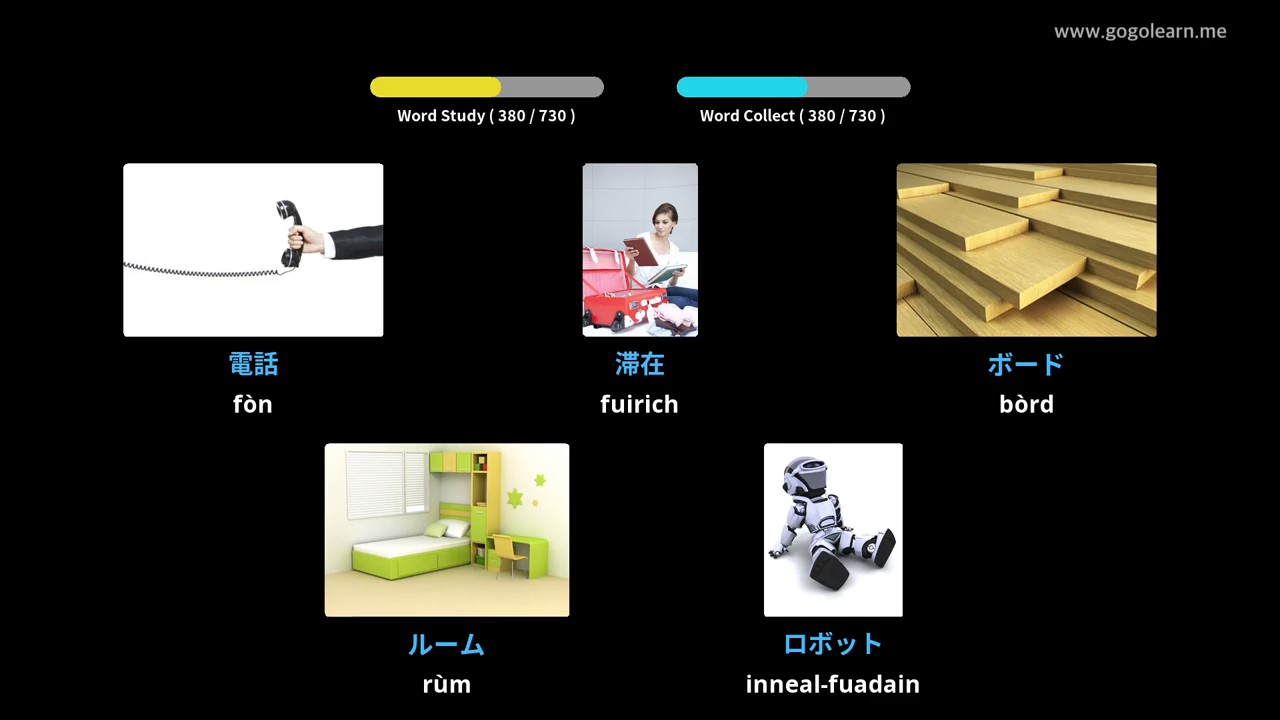 www.gogolearn.me
Word Study ( 380 / 730 )
Word Collect ( 380 / 730 )
電話
fòn
滞在
fuirich
ボード
bòrd
ルーム
rùm
ロボット
inneal-fuadain